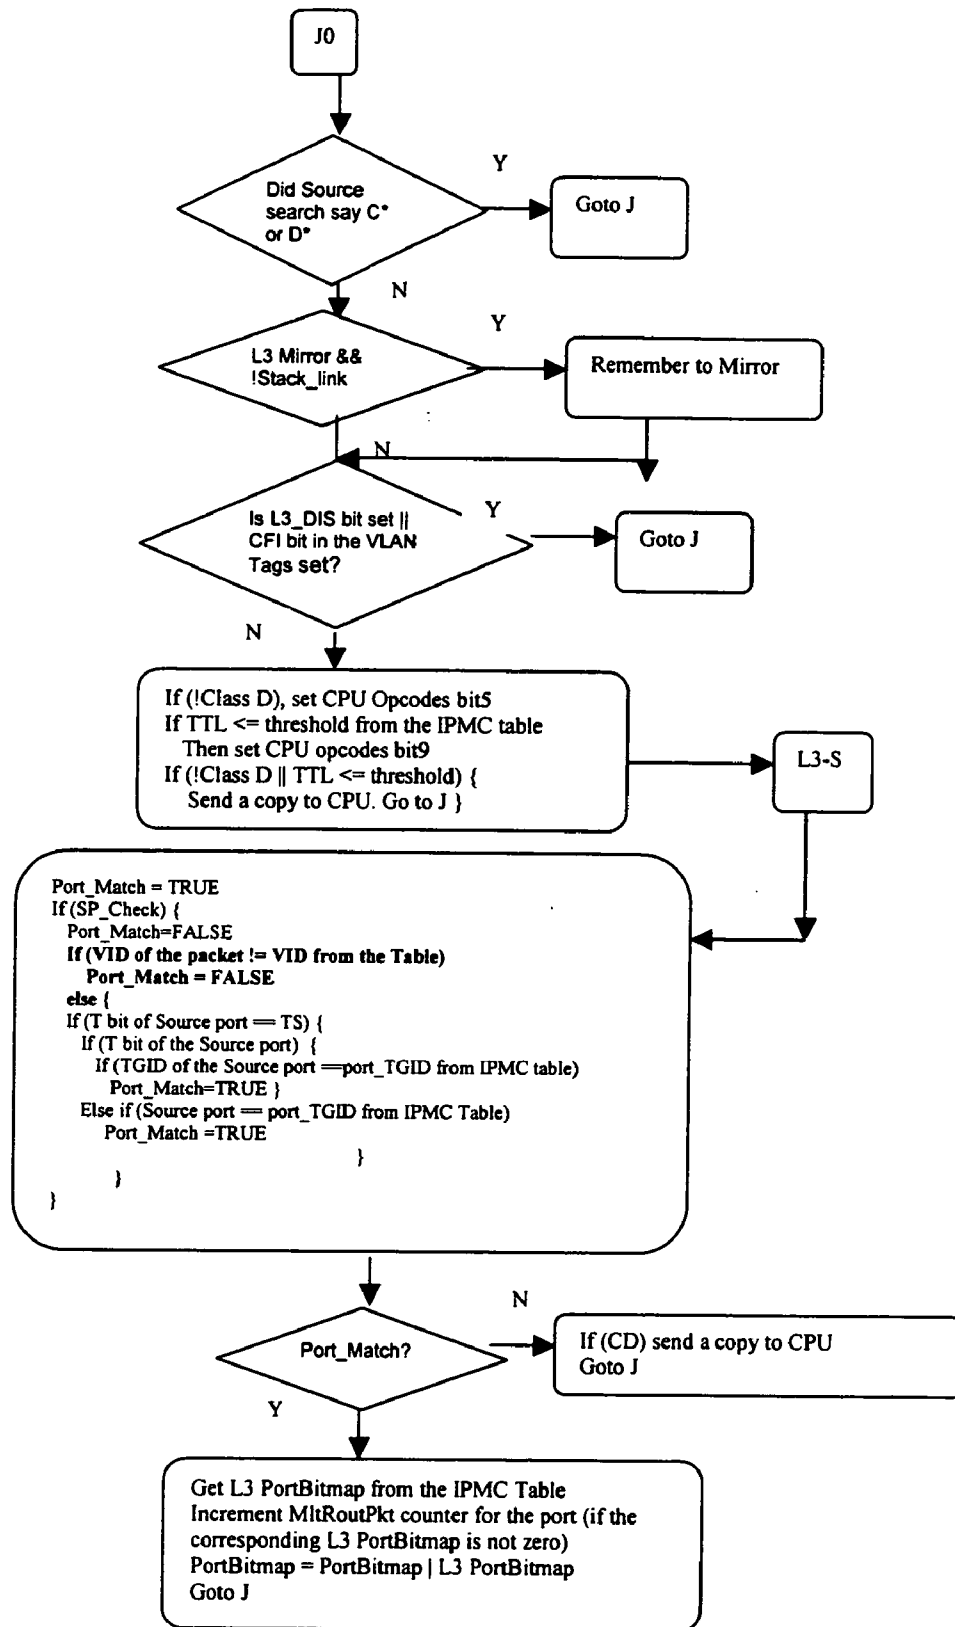 J0
Did Source
search say C*
or D*
Y
Goto J
N
L3 Mirror &&
!Stack_link
Y
Remember to Mirror
N
Is L3_DIS bit set ||
CFI bit in the VLAN
Tags set?
Y
Goto J
N
If (!Class D), set CPU Opcodes bit5
If TTL <= threshold from the IPMC table
Then set CPU opcodes bit9
If (!Class D || TTL <= threshold) {
Send a copy to CPU. Go to J }
L3-S
Port_Match = TRUE
If (SP_Check) {
Port_Match=FALSE
If (VID of the packet != VID from the Table)
Port_Match = FALSE
else {
If (T bit of Source port == TS) {
If (T bit of the Source port) {
If (TGID of the Source port ==port_TGID from IPMC table)
Port_Match=TRUE }
Else if (Source port == port_TGID from IPMC Table)
Port_Match =TRUE
}
}
}
Port_Match?
N
If (CD) send a copy to CPU
Goto J
Y
Get L3 PortBitmap from the IPMC Table
Increment MltRoutPkt counter for the port (if the
corresponding L3 PortBitmap is not zero)
PortBitmap = PortBitmap | L3 PortBitmap
Goto J